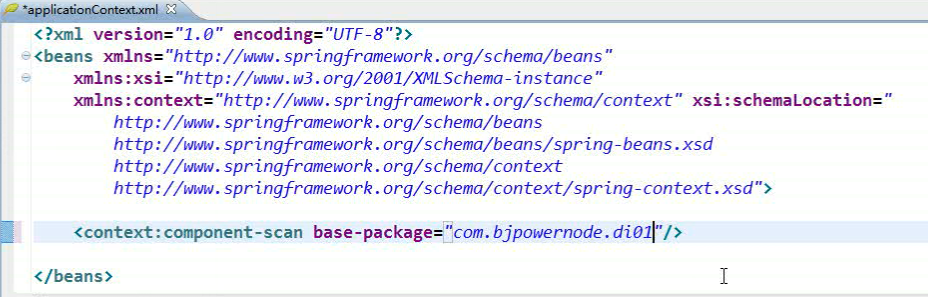 *applicationContext.xml
<?xml version="1.0" encoding="UTF-8"?>
<beans xmlns="http://www.springframework.org/schema/beans"
xmlns:xsi="http://www.w3.org/2001/XMLSchema-instance"
xmlns:context="http://www.springframework.org/schema/context" xsi:schemaLocation="
http://www.springframework.org/schema/beans
http://www.springframework.org/schema/beans/spring-beans.xsd
http://www.springframework.org/schema/context
http://www.springframework.org/schema/context/spring-context.xsd">
<context:component-scan base-package="com.bjpowernode.di01"/>
</beans>